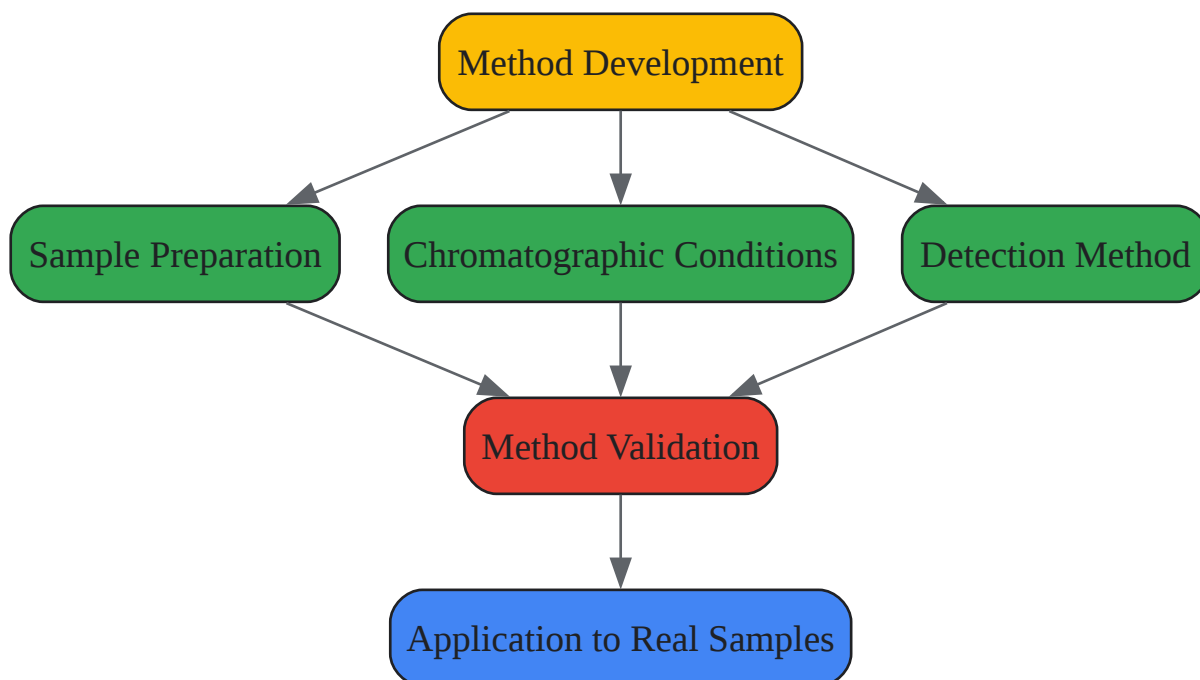 Method Development
Sample Preparation
Chromatographic Conditions
Detection Method
Method Validation
Application to Real Samples